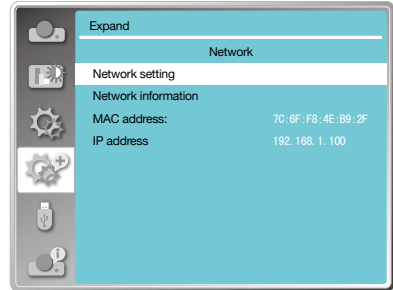 Expand
Network
Network setting
Network information
MAC address: 7C:6F:F8:4E:B9:2F
IP address 192. 168. 1. 100